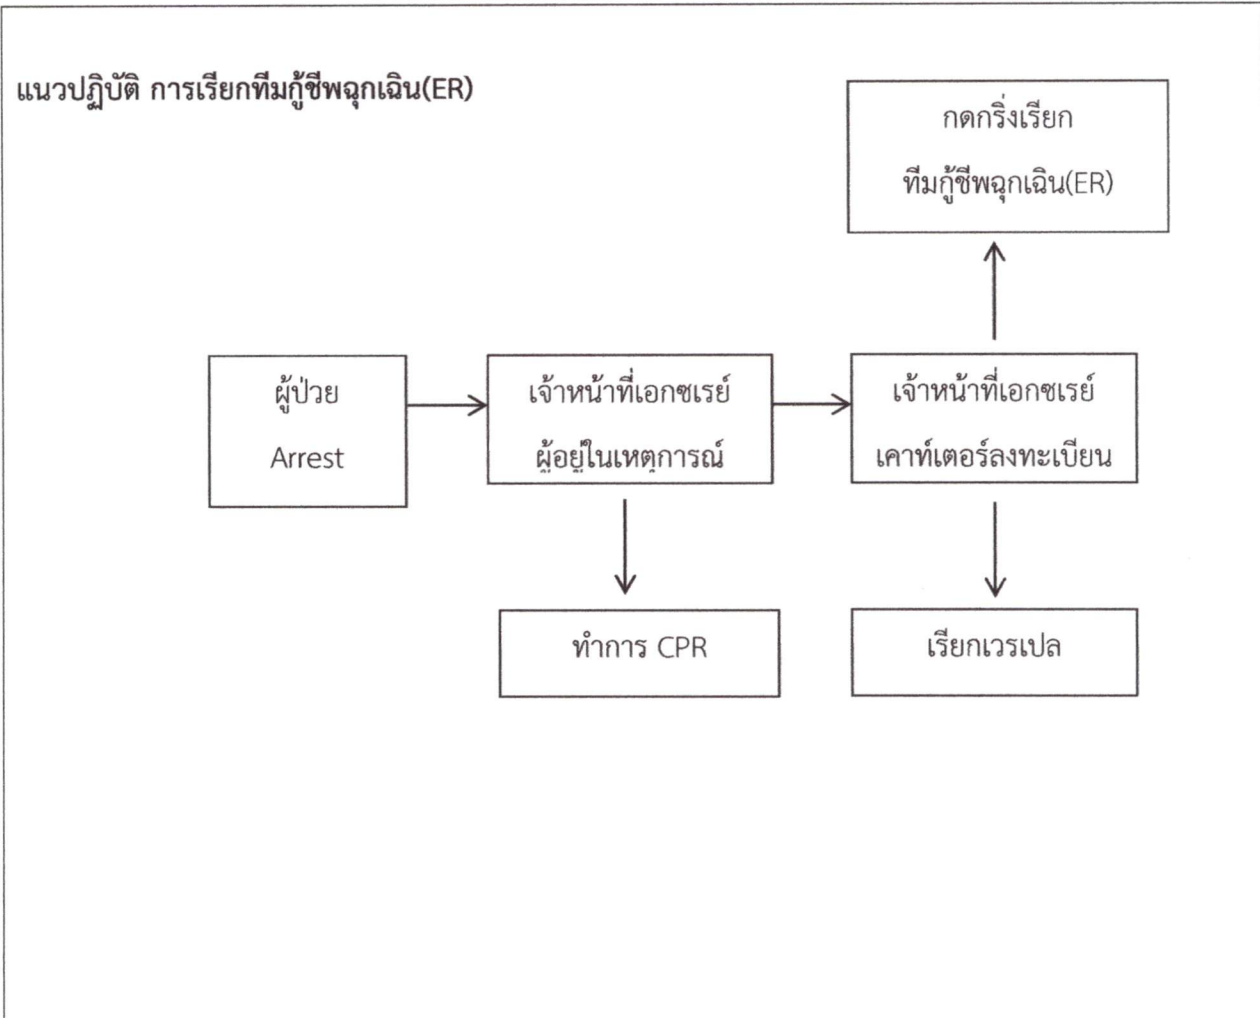 แนวปฏิบัติ การเรียกทีมกู้ชีพฉุกเฉิน(ER)
กดกริ่งเรียก
ทีมกู้ชีพฉุกเฉิน(ER)
ผู้ป่วย
Arrest
เจ้าหน้าที่เอกซเรย์
ผู้อยู่ในเหตุการณ์
เจ้าหน้าที่เอกซเรย์
เคาท์เตอร์ลงทะเบียน
ทำการ CPR
เรียกเวรเปล